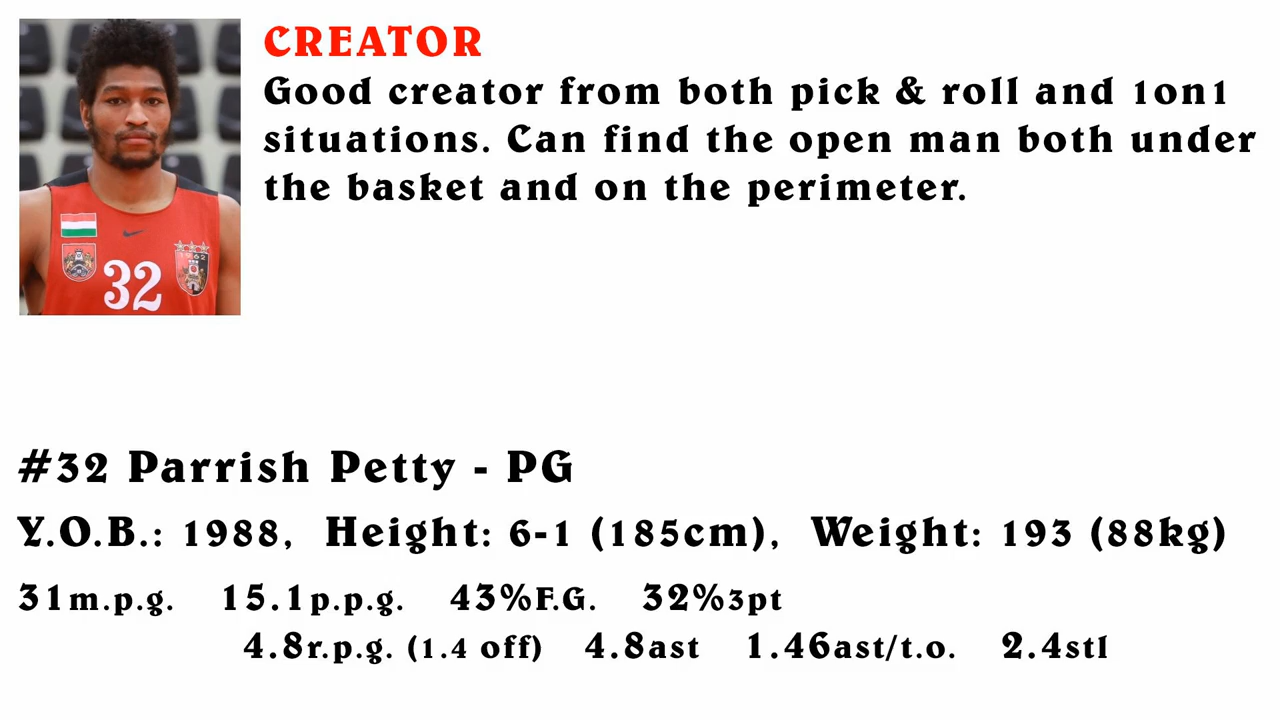 CREATOR
Good creator from both pick & roll and 1on1
situations. Can find the open man both under
the basket and on the perimeter.
1962
32
#32 Parrish Petty - PG
Y.O.B.: 1988, Height: 6-1 (185cm), Weight: 193 (88kg)
31m.p.g. 15.1p.p.g. 43%F.G. 32%3pt
4.8r.p.g. (1.4 off) 4.8ast 1.46ast/t.o. 2.4stl